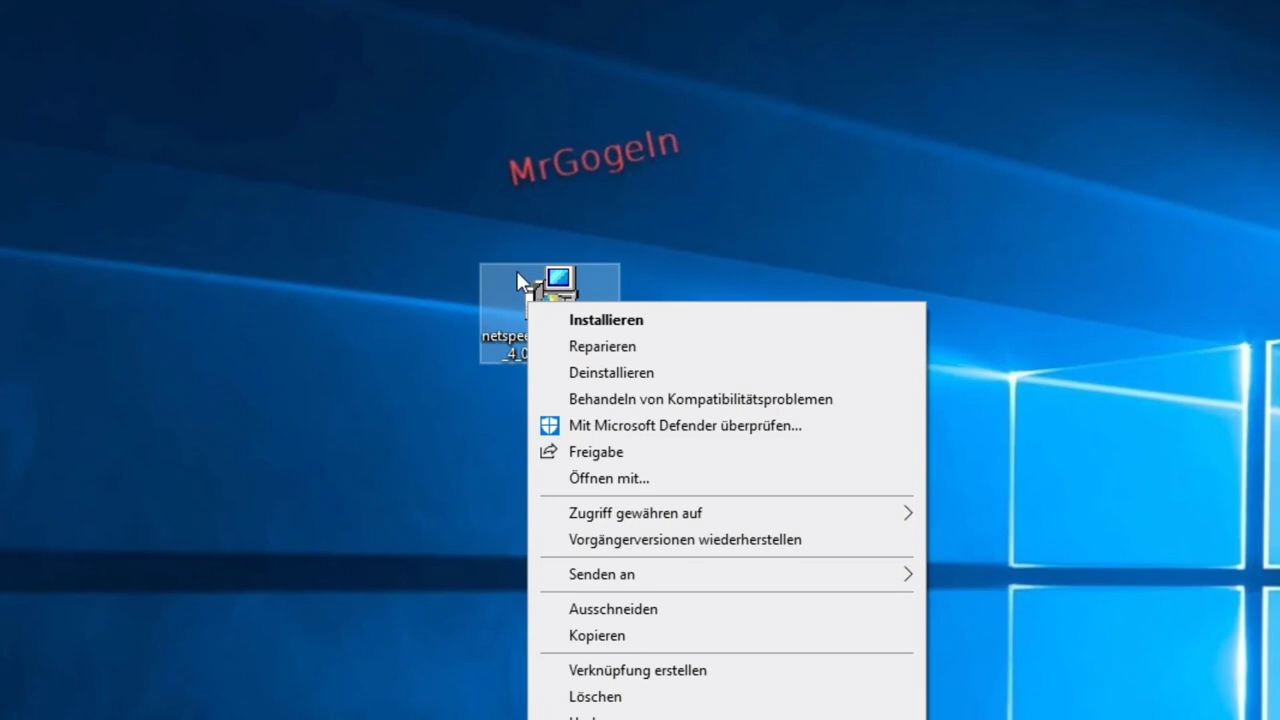 MrGogeln
netspee
_4_0
Installieren
Reparieren
Deinstallieren
Behandeln von Kompatibilitätsproblemen
Mit Microsoft Defender überprüfen...
Freigabe
Öffnen mit...
Zugriff gewähren auf
Vorgängerversionen wiederherstellen
Senden an
Ausschneiden
Kopieren
Verknüpfung erstellen
Löschen